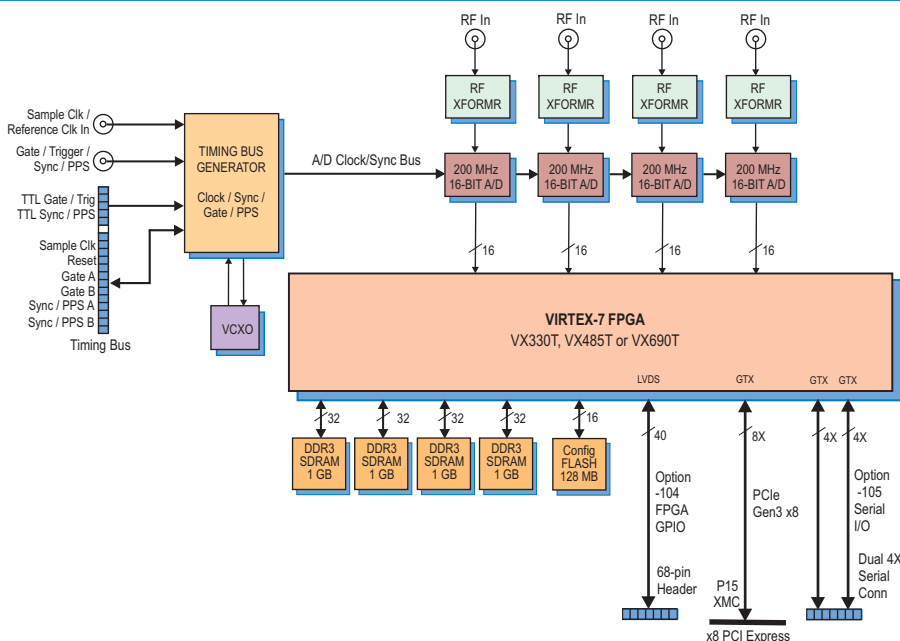 RF In
RF In
RF In
RF In
RF
XFORMR
RF
XFORMR
RF
XFORMR
RF
XFORMR
Sample Clk /
Reference Clk In
Gate / Trigger /
Sync / PPS
TTL Gate / Trig
TTL Sync / PPS
Sample Clk
Reset
Gate A
Gate B
Sync / PPS A
Sync / PPS B
Timing Bus
TIMING BUS
GENERATOR
Clock / Sync /
Gate / PPS
VCXO
A/D Clock/Sync Bus
200 MHz
16-BIT A/D
200 MHz
16-BIT A/D
200 MHz
16-BIT A/D
200 MHz
16-BIT A/D
16
16
16
16
VIRTEX-7 FPGA
VX330T, VX485T or VX690T
LVDS
GTX
GTX
GTX
32
32
32
32
16
40
8X
4X
4X
DDR3
SDRAM
1 GB
DDR3
SDRAM
1 GB
DDR3
SDRAM
1 GB
DDR3
SDRAM
1 GB
Config
FLASH
128 MB
Option
-104
FPGA
GPIO
68-pin
Header
PCIe
Gen3 x8
P15
XMC
x8 PCI Express
Option
-105
Serial
I/O
Dual 4X
Serial
Conn